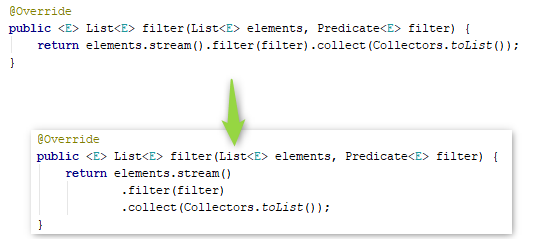 @Override
public <E> List<E> filter(List<E> elements, Predicate<E> filter) {
    return elements.stream().filter(filter).collect(Collectors.toList());
}
@Override
public <E> List<E> filter(List<E> elements, Predicate<E> filter) {
    return elements.stream()
            .filter(filter)
            .collect(Collectors.toList());
}